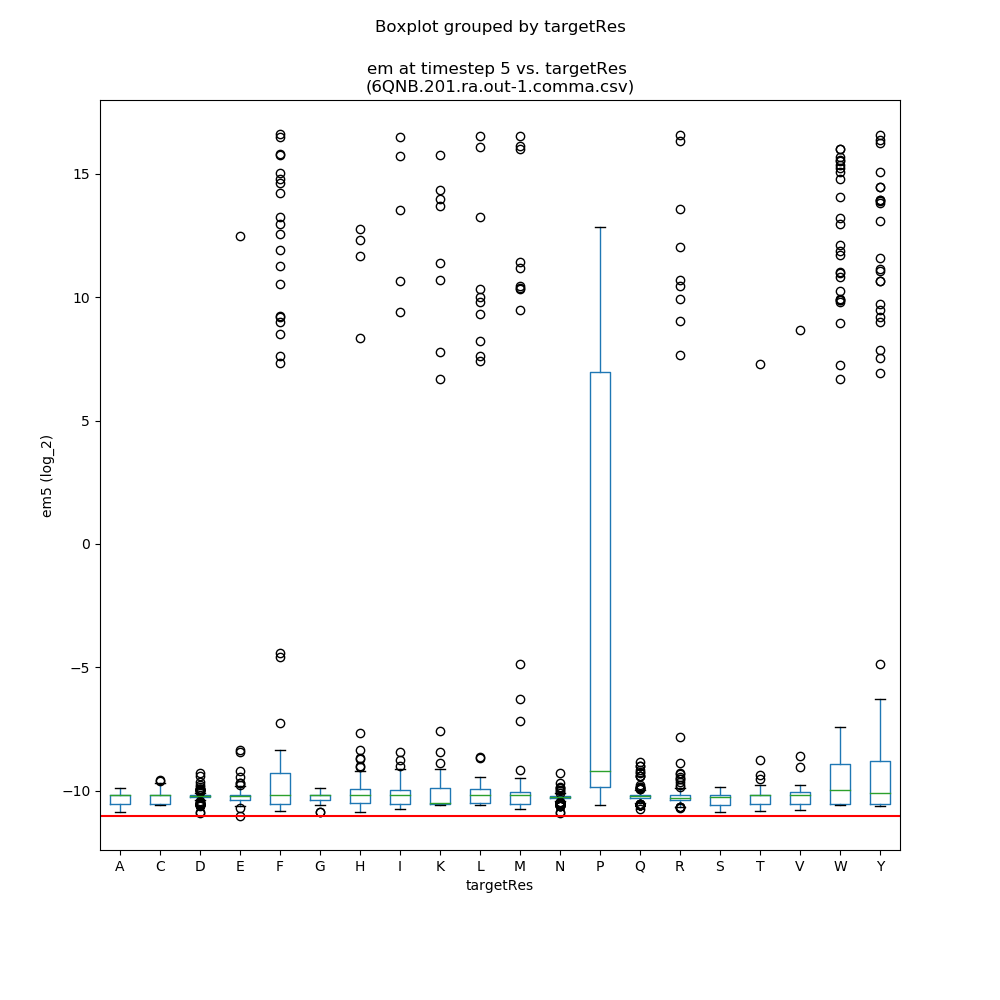 Boxplot grouped by targetRes
em at timestep 5 vs. targetRes
(6QNB.201.ra.out-1.comma.csv)
em5 (log_2)
15
10
5
0
−5
−10
A C D E F G H I K L M N P Q R S T V W Y
targetRes